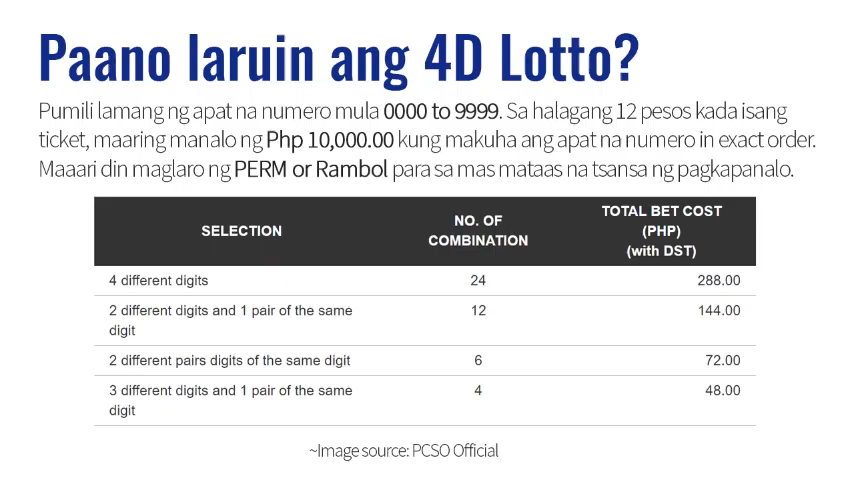 Paano laruin ang 4D Lotto?
Pumili lamang ng apat na numero mula 0000 to 9999. Sa halagang 12 pesos kada isang
ticket, maaring manalo ng Php 10,000.00 kung makuha ang apat na numero in exact order.
Maaari din maglaro ng PERM or Rambol para sa mas mataas na tsansa ng pagkapanalo.
SELECTION
NO. OF
COMBINATION
TOTAL BET COST
(PHP)
(with DST)
4 different digits 24 288.00
2 different digits and 1 pair of the same
digit 12 144.00
2 different pairs digits of the same digit 6 72.00
3 different digits and 1 pair of the same
digit 4 48.00
~Image source: PCSO Official